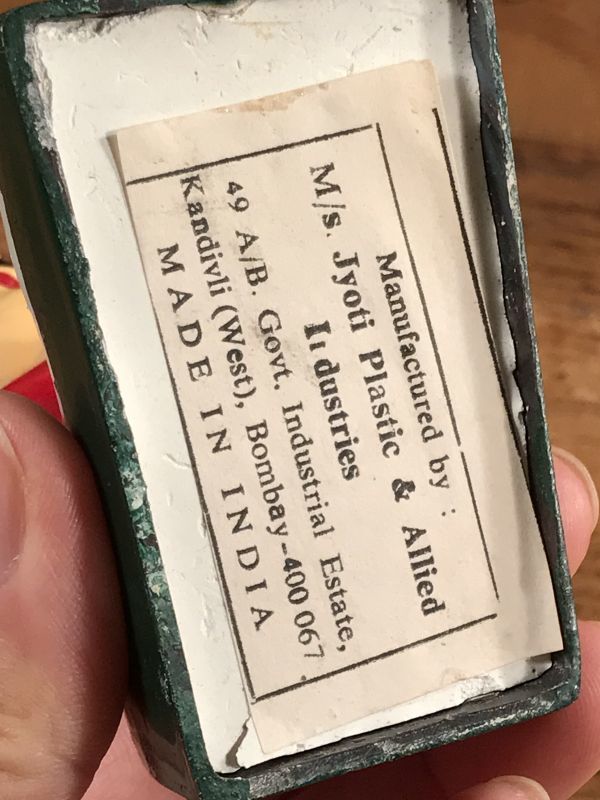 Manufactured by :
M/s. Jyoti Plastic & Allied
Industries
49 A/B. Govt. Industrial Estate,
Kandivli (West), Bombay-400 067.
MADE IN INDIA